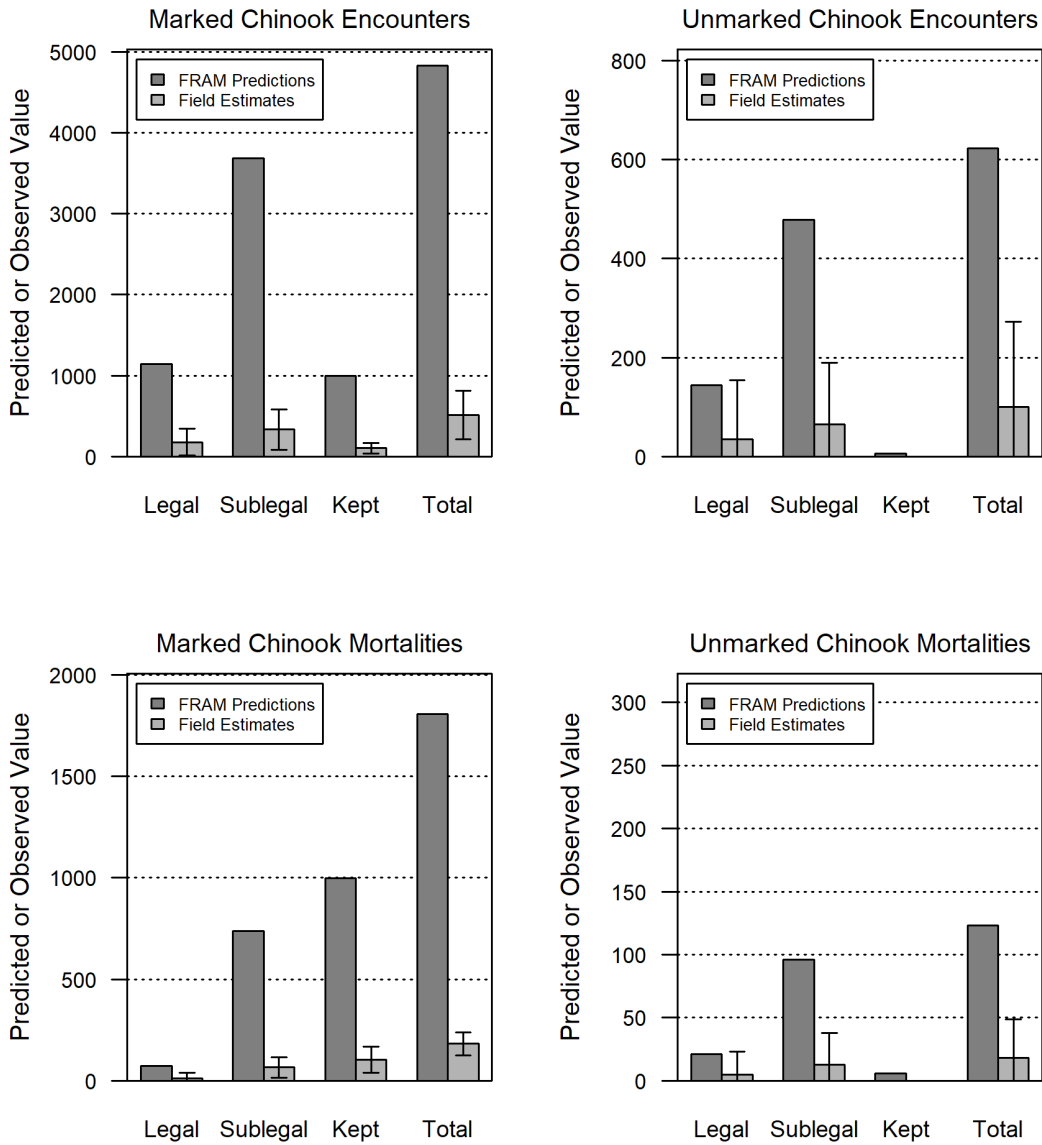 Marked Chinook Encounters
Predicted or Observed Value
5000
4000
3000
2000
1000
0
FRAM Predictions
Field Estimates
Legal Sublegal Kept Total
Unmarked Chinook Encounters
Predicted or Observed Value
800
600
400
200
0
FRAM Predictions
Field Estimates
Legal Sublegal Kept Total
Marked Chinook Mortalities
Predicted or Observed Value
2000
1500
1000
500
0
FRAM Predictions
Field Estimates
Legal Sublegal Kept Total
Unmarked Chinook Mortalities
Predicted or Observed Value
300
250
200
150
100
50
0
FRAM Predictions
Field Estimates
Legal Sublegal Kept Total